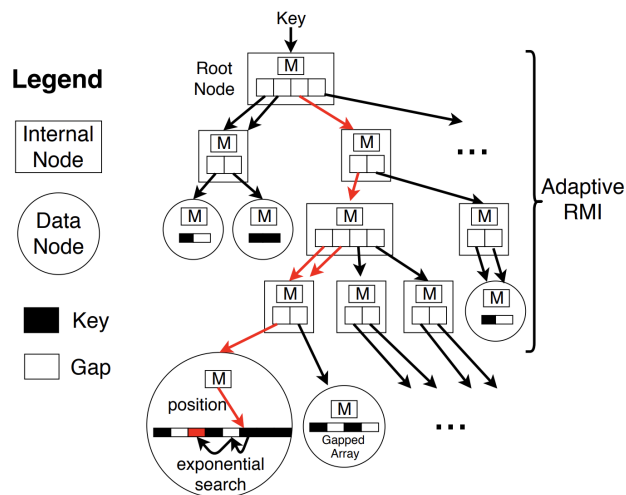 Key
Legend
Root
Node
M
Internal
Node
M
M
...
Adaptive
RMI
Data
Node
M
M
M
M
Key
M
M
M
M
Gap
M
position
M
Gapped
Array
...
exponential
search